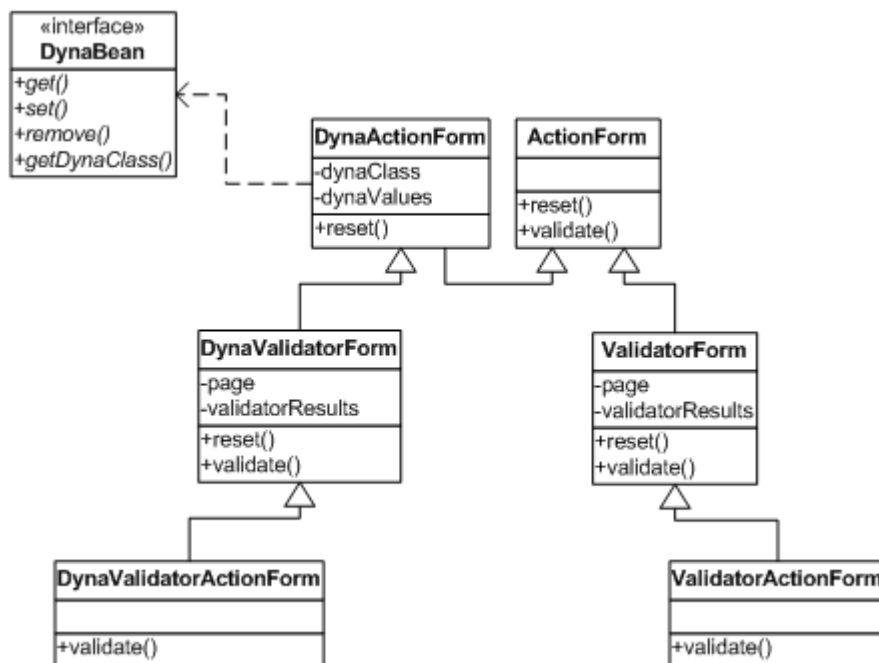 «interface»
DynaBean
+get()
+set()
+remove()
+getDynaClass()
DynaActionForm
-dynaClass
-dynaValues
+reset()
ActionForm
+reset()
+validate()
DynaValidatorForm
-page
-validatorResults
+reset()
+validate()
ValidatorForm
-page
-validatorResults
+reset()
+validate()
DynaValidatorActionForm
+validate()
ValidatorActionForm
+validate()